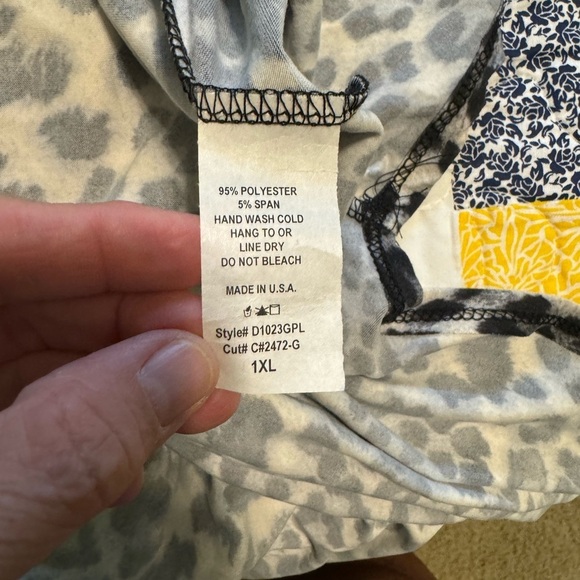 95% POLYESTER
5% SPAN
HAND WASH COLD
HANG TO OR
LINE DRY
DO NOT BLEACH
MADE IN U.S.A.
Style# D1023GPL
Cut# C#2472-G
1XL